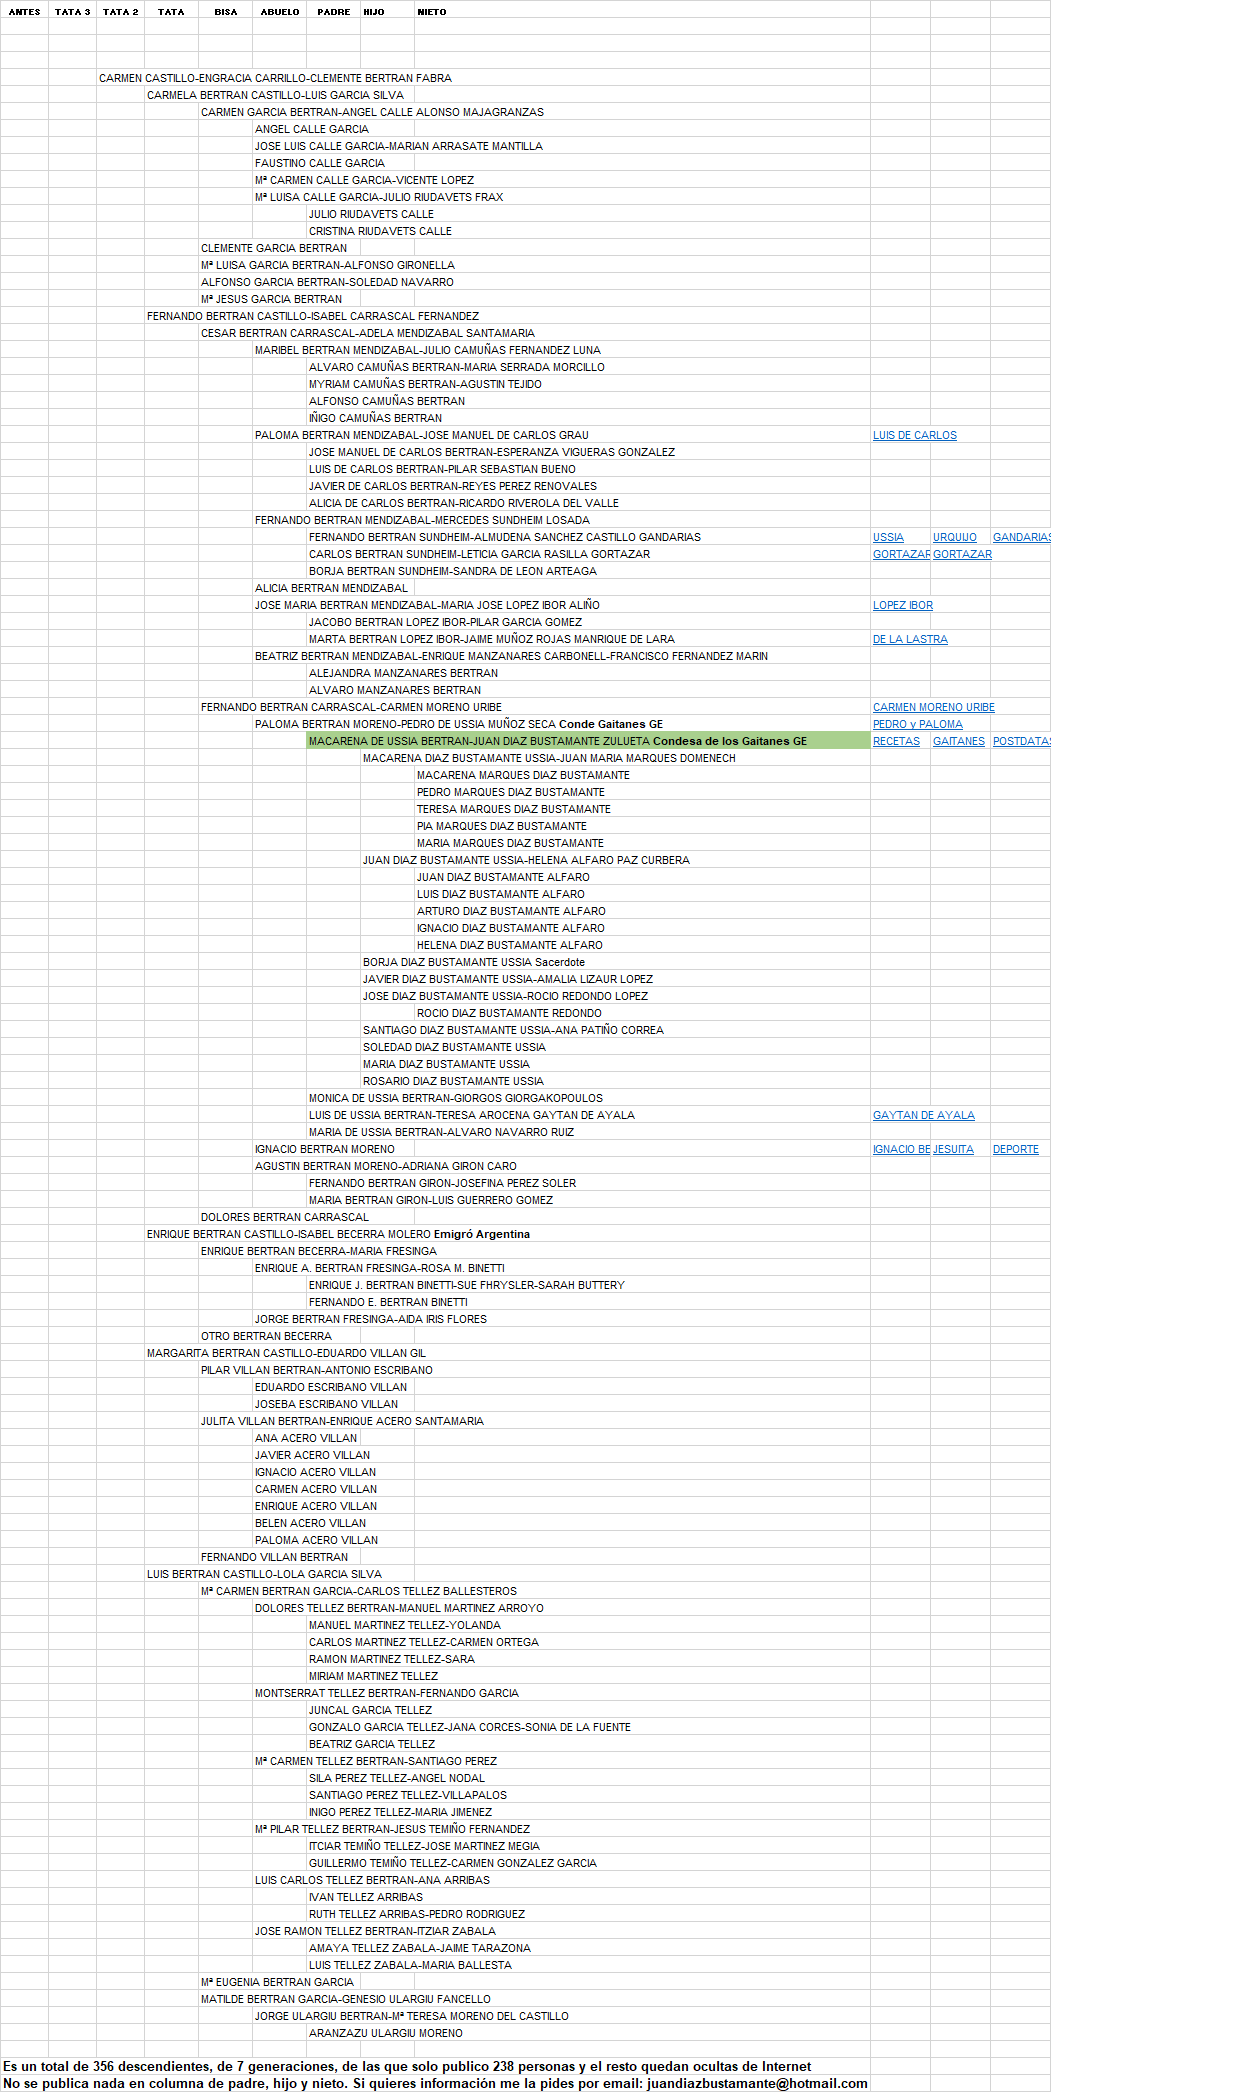 ANTES TATA 3 TATA 2 TATA BISA ABUELO PADRE HIJO NIETO
CARMEN CASTILLO-ENGRACIA CARRILLO-CLEMENTE BERTRAN FABRA
CARMELA BERTRAN CASTILLO-LUIS GARCIA SILVA
CARMEN GARCIA BERTRAN-ANGEL CALLE ALONSO MAJAGRANZAS
ANGEL CALLE GARCIA
JOSE LUIS CALLE GARCIA-MARIAN ARRASATE MANTILLA
FAUSTINO CALLE GARCIA
Mª CARMEN CALLE GARCIA-VICENTE LOPEZ
Mª LUISA CALLE GARCIA-JULIO RIUDAVETS FRAX
JULIO RIUDAVETS CALLE
CRISTINA RIUDAVETS CALLE
CLEMENTE GARCIA BERTRAN
Mª LUISA GARCIA BERTRAN-ALFONSO GIRONELLA
ALFONSO GARCIA BERTRAN-SOLEDAD NAVARRO
Mª JESUS GARCIA BERTRAN
FERNANDO BERTRAN CASTILLO-ISABEL CARRASCAL FERNANDEZ
CESAR BERTRAN CARRASCAL-ADELA MENDIZABAL SANTAMARIA
MARIBEL BERTRAN MENDIZABAL-JULIO CAMUÑAS FERNANDEZ LUNA
ALVARO CAMUÑAS BERTRAN-MARIA SERRADA MORCILLO
MYRIAM CAMUÑAS BERTRAN-AGUSTIN TEJIDO
ALFONSO CAMUÑAS BERTRAN
IÑIGO CAMUÑAS BERTRAN
PALOMA BERTRAN MENDIZABAL-JOSE MANUEL DE CARLOS GRAU LUIS DE CARLOS
JOSE MANUEL DE CARLOS BERTRAN-ESPERANZA VIGUERAS GONZALEZ
LUIS DE CARLOS BERTRAN-PILAR SEBASTIAN BUENO
JAVIER DE CARLOS BERTRAN-REYES PEREZ RENOVALES
ALICIA DE CARLOS BERTRAN-RICARDO RIVEROLA DEL VALLE
FERNANDO BERTRAN MENDIZABAL-MERCEDES SUNDHEIM LOSADA
FERNANDO BERTRAN SUNDHEIM-ALMUDENA SANCHEZ CASTILLO GANDARIAS USSIA URQUIJO GANDARIAS
CARLOS BERTRAN SUNDHEIM-LETICIA GARCIA RASILLA GORTAZAR GORTAZAR GORTAZAR
BORJA BERTRAN SUNDHEIM-SANDRA DE LEON ARTEAGA
ALICIA BERTRAN MENDIZABAL
JOSE MARIA BERTRAN MENDIZABAL-MARIA JOSE LOPEZ IBOR ALIÑO LOPEZ IBOR
JACOBO BERTRAN LOPEZ IBOR-PILAR GARCIA GOMEZ
MARTA BERTRAN LOPEZ IBOR-JAIME MUÑOZ ROJAS MANRIQUE DE LARA DE LA LASTRA
BEATRIZ BERTRAN MENDIZABAL-ENRIQUE MANZANARES CARBONELL-FRANCISCO FERNANDEZ MARIN
ALEJANDRA MANZANARES BERTRAN
ALVARO MANZANARES BERTRAN
FERNANDO BERTRAN CARRASCAL-CARMEN MORENO URIBE CARMEN MORENO URIBE
PALOMA BERTRAN MORENO-PEDRO DE USSIA MUÑOZ SECA Conde Gaitanes GE PEDRO y PALOMA
MACARENA DE USSIA BERTRAN-JUAN DIAZ BUSTAMANTE ZULUETA Condesa de los Gaitanes GE RECETAS GAITANES POSTDATAS
MACARENA DIAZ BUSTAMANTE USSIA-JUAN MARIA MARQUES DOMENECH
MACARENA MARQUES DIAZ BUSTAMANTE
PEDRO MARQUES DIAZ BUSTAMANTE
TERESA MARQUES DIAZ BUSTAMANTE
PIA MARQUES DIAZ BUSTAMANTE
MARIA MARQUES DIAZ BUSTAMANTE
JUAN DIAZ BUSTAMANTE USSIA-HELENA ALFARO PAZ CURBERA
JUAN DIAZ BUSTAMANTE ALFARO
LUIS DIAZ BUSTAMANTE ALFARO
ARTURO DIAZ BUSTAMANTE ALFARO
IGNACIO DIAZ BUSTAMANTE ALFARO
HELENA DIAZ BUSTAMANTE ALFARO
BORJA DIAZ BUSTAMANTE USSIA Sacerdote
JAVIER DIAZ BUSTAMANTE USSIA-AMALIA LIZAUR LOPEZ
JOSE DIAZ BUSTAMANTE USSIA-ROCIO REDONDO LOPEZ
ROCIO DIAZ BUSTAMANTE REDONDO
SANTIAGO DIAZ BUSTAMANTE USSIA-ANA PATIÑO CORREA
SOLEDAD DIAZ BUSTAMANTE USSIA
MARIA DIAZ BUSTAMANTE USSIA
ROSARIO DIAZ BUSTAMANTE USSIA
MONICA DE USSIA BERTRAN-GIORGOS GIORGAKOPOULOS
LUIS DE USSIA BERTRAN-TERESA AROCENA GAYTAN DE AYALA GAYTAN DE AYALA
MARIA DE USSIA BERTRAN-ALVARO NAVARRO RUIZ
IGNACIO BERTRAN MORENO IGNACIO BE JESUITA DEPORTE
AGUSTIN BERTRAN MORENO-ADRIANA GIRON CARO
FERNANDO BERTRAN GIRON-JOSEFINA PEREZ SOLER
MARIA BERTRAN GIRON-LUIS GUERRERO GOMEZ
DOLORES BERTRAN CARRASCAL
ENRIQUE BERTRAN CASTILLO-ISABEL BECERRA MOLERO Emigró Argentina
ENRIQUE BERTRAN BECERRA-MARIA FRESINGA
ENRIQUE A. BERTRAN FRESINGA-ROSA M. BINETTI
ENRIQUE J. BERTRAN BINETTI-SUE FHRYSLER-SARAH BUTTERY
FERNANDO E. BERTRAN BINETTI
JORGE BERTRAN FRESINGA-AIDA IRIS FLORES
OTRO BERTRAN BECERRA
MARGARITA BERTRAN CASTILLO-EDUARDO VILLAN GIL
PILAR VILLAN BERTRAN-ANTONIO ESCRIBANO
EDUARDO ESCRIBANO VILLAN
JOSEBA ESCRIBANO VILLAN
JULITA VILLAN BERTRAN-ENRIQUE ACERO SANTAMARIA
ANA ACERO VILLAN
JAVIER ACERO VILLAN
IGNACIO ACERO VILLAN
CARMEN ACERO VILLAN
ENRIQUE ACERO VILLAN
BELEN ACERO VILLAN
PALOMA ACERO VILLAN
FERNANDO VILLAN BERTRAN
LUIS BERTRAN CASTILLO-LOLA GARCIA SILVA
Mª CARMEN BERTRAN GARCIA-CARLOS TELLEZ BALLESTEROS
DOLORES TELLEZ BERTRAN-MANUEL MARTINEZ ARROYO
MANUEL MARTINEZ TELLEZ-YOLANDA
CARLOS MARTINEZ TELLEZ-CARMEN ORTEGA
RAMON MARTINEZ TELLEZ-SARA
MIRIAM MARTINEZ TELLEZ
MONTSERRAT TELLEZ BERTRAN-FERNANDO GARCIA
JUNCAL GARCIA TELLEZ
GONZALO GARCIA TELLEZ-JANA CORCES-SONIA DE LA FUENTE
BEATRIZ GARCIA TELLEZ
Mª CARMEN TELLEZ BERTRAN-SANTIAGO PEREZ
SILA PEREZ TELLEZ-ANGEL NODAL
SANTIAGO PEREZ TELLEZ-VILLAPALOS
INIGO PEREZ TELLEZ-MARIA JIMENEZ
Mª PILAR TELLEZ BERTRAN-JESUS TEMIÑO FERNANDEZ
ITCIAR TEMIÑO TELLEZ-JOSE MARTINEZ MEGIA
GUILLERMO TEMIÑO TELLEZ-CARMEN GONZALEZ GARCIA
LUIS CARLOS TELLEZ BERTRAN-ANA ARRIBAS
IVAN TELLEZ ARRIBAS
RUTH TELLEZ ARRIBAS-PEDRO RODRIGUEZ
JOSE RAMON TELLEZ BERTRAN-ITZIAR ZABALA
AMAYA TELLEZ ZABALA-JAIME TARAZONA
LUIS TELLEZ ZABALA-MARIA BALLESTA
Mª EUGENIA BERTRAN GARCIA
MATILDE BERTRAN GARCIA-GENESIO ULARGIU FANCELLO
JORGE ULARGIU BERTRAN-Mª TERESA MORENO DEL CASTILLO
ARANZAZU ULARGIU MORENO
Es un total de 356 descendientes, de 7 generaciones, de las que solo publico 238 personas y el resto quedan ocultas de Internet
No se publica nada en columna de padre, hijo y nieto. Si quieres información me la pides por email: juandiazbustamante@hotmail.com